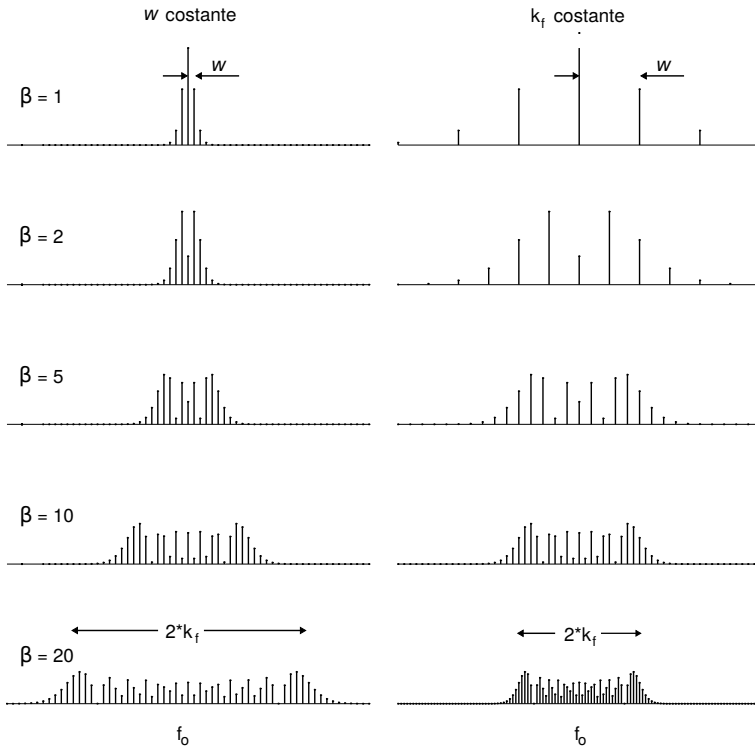 w costante
k_f costante
β = 1
w
w
β = 2
β = 5
β = 10
2*k_f
2*k_f
β = 20
f_o
f_o